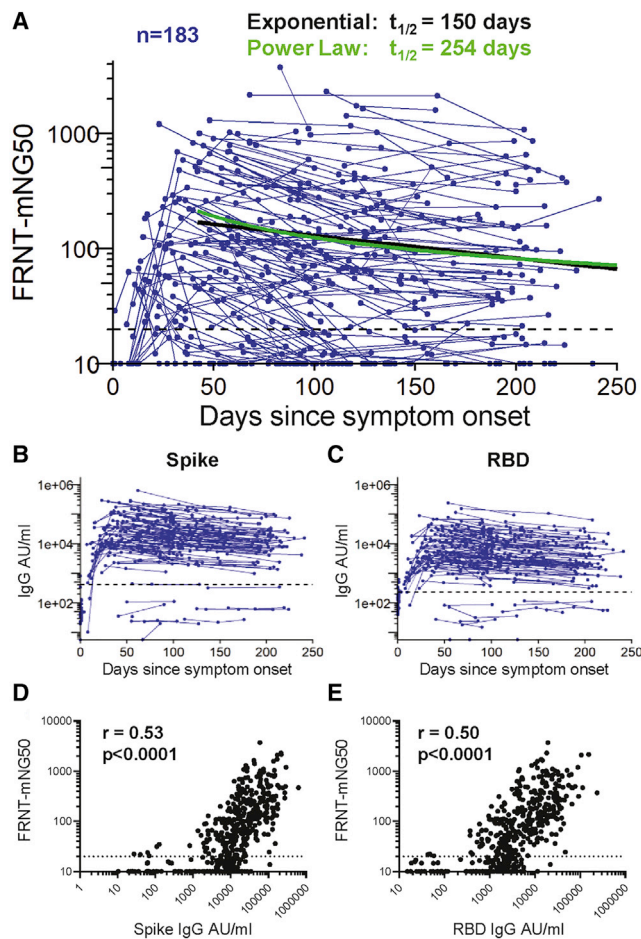 A
n=183
Exponential: t1/2 = 150 days
Power Law: t1/2 = 254 days
FRNT-mNG50
1000
100
10
0 50 100 150 200 250
Days since symptom onset
B Spike
IgG AU/ml
1e+06
1e+04
1e+02
0 50 100 150 200 250
Days since symptom onset
C RBD
IgG AU/ml
1e+06
1e+04
1e+02
0 50 100 150 200 250
Days since symptom onset
D
r = 0.53
p<0.0001
FRNT-mNG50
10000
1000
100
10
1 10 100 1000 10000 100000 1000000
Spike IgG AU/ml
E
r = 0.50
p<0.0001
FRNT-mNG50
10000
1000
100
10
10 100 1000 10000 100000 1000000
RBD IgG AU/ml